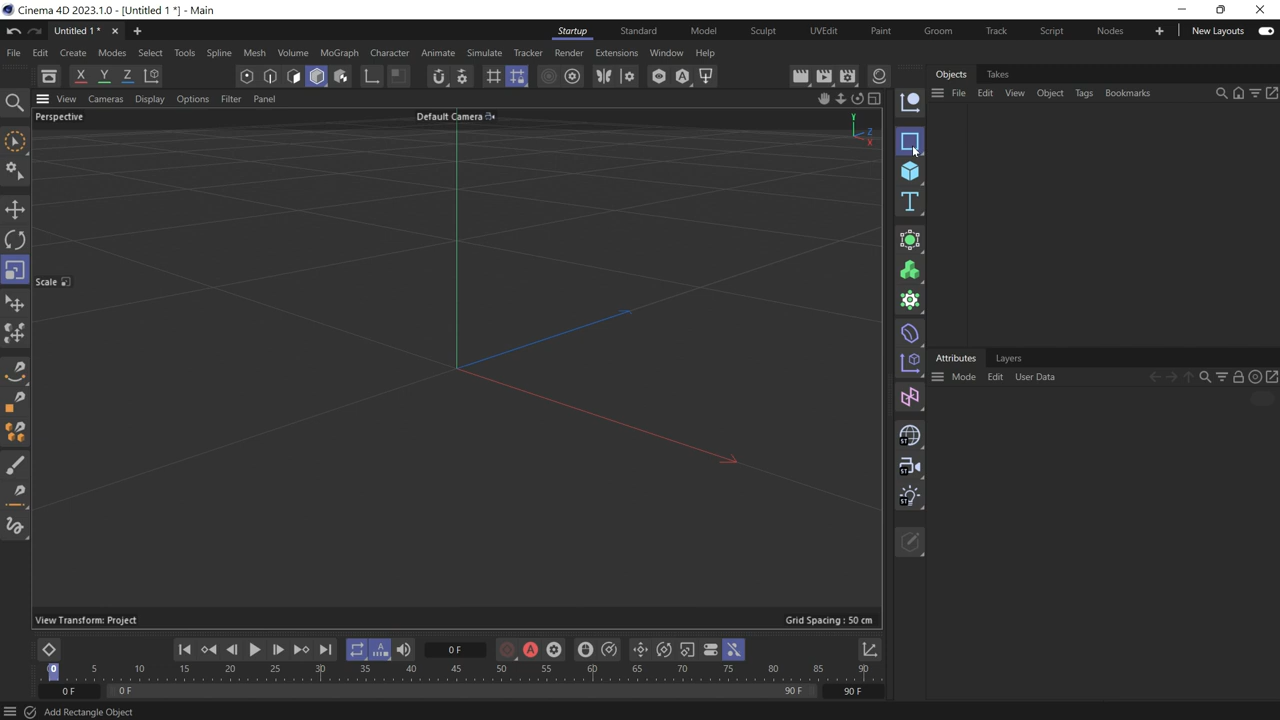 Cinema 4D 2023.1.0 - [Untitled 1 *] - Main
Untitled 1 *
Startup Standard Model Sculpt UVEdit Paint Groom Track Script Nodes New Layouts
File Edit Create Modes Select Tools Spline Mesh Volume MoGraph Character Animate Simulate Tracker Render Extensions Window Help
X Y Z
Objects Takes
File Edit View Object Tags Bookmarks
View Cameras Display Options Filter Panel
Perspective
Default Camera
Y
Z
X
Scale
T
Attributes Layers
Mode Edit User Data
ST
ST
ST
View Transform: Project
Grid Spacing : 50 cm
0 F
0 5 10 15 20 25 30 35 40 45 50 55 60 65 70 75 80 85 90
0 F 0 F 90 F 90 F
Add Rectangle Object